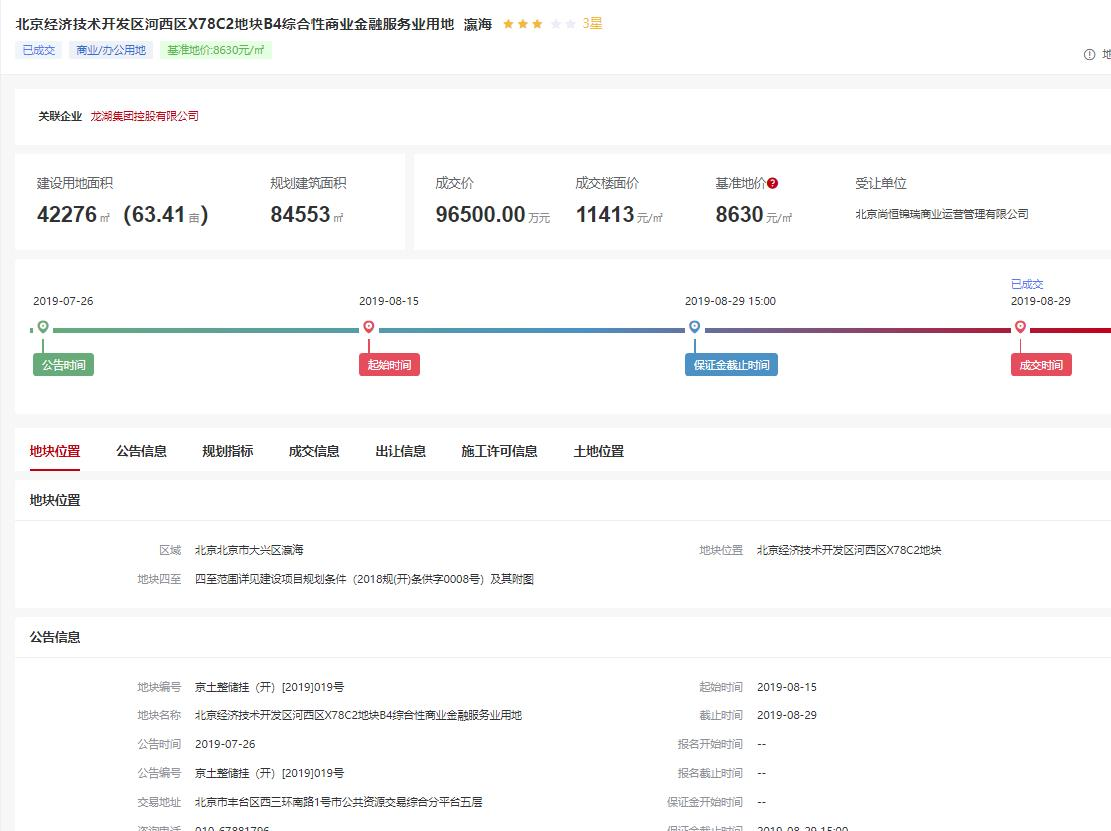 北京经济技术开发区河西区X78C2地块B4综合性商业金融服务业用地 瀛海 3星
已成交 商业/办公用地 基准地价:8630元/㎡
关联企业 龙湖集团控股有限公司
建设用地面积 规划建筑面积 成交价 成交楼面价 基准地价? 受让单位
42276㎡ (63.41亩) 84553㎡ 96500.00万元 11413元/㎡ 8630元/㎡ 北京尚恒锦瑞商业运营管理有限公司
已成交
2019-07-26 2019-08-15 2019-08-29 15:00 2019-08-29
公告时间 起始时间 保证金截止时间 成交时间
地块位置 公告信息 规划指标 成交信息 出让信息 施工许可信息 土地位置
地块位置
区域 北京北京市大兴区瀛海 地块位置 北京经济技术开发区河西区X78C2地块
地块四至 四至范围详见建设项目规划条件（2018规(开)条供字0008号）及其附图
公告信息
地块编号 京土整储挂（开）[2019]019号 起始时间 2019-08-15
地块名称 北京经济技术开发区河西区X78C2地块B4综合性商业金融服务业用地 截止时间 2019-08-29
公告时间 2019-07-26 报名开始时间 --
公告编号 京土整储挂（开）[2019]019号 报名截止时间 --
交易地址 北京市丰台区西三环南路1号市公共资源交易综合分平台五层 保证金开始时间 --
咨询电话 010-67881796 保证金截止时间 2019-08-29 15:00